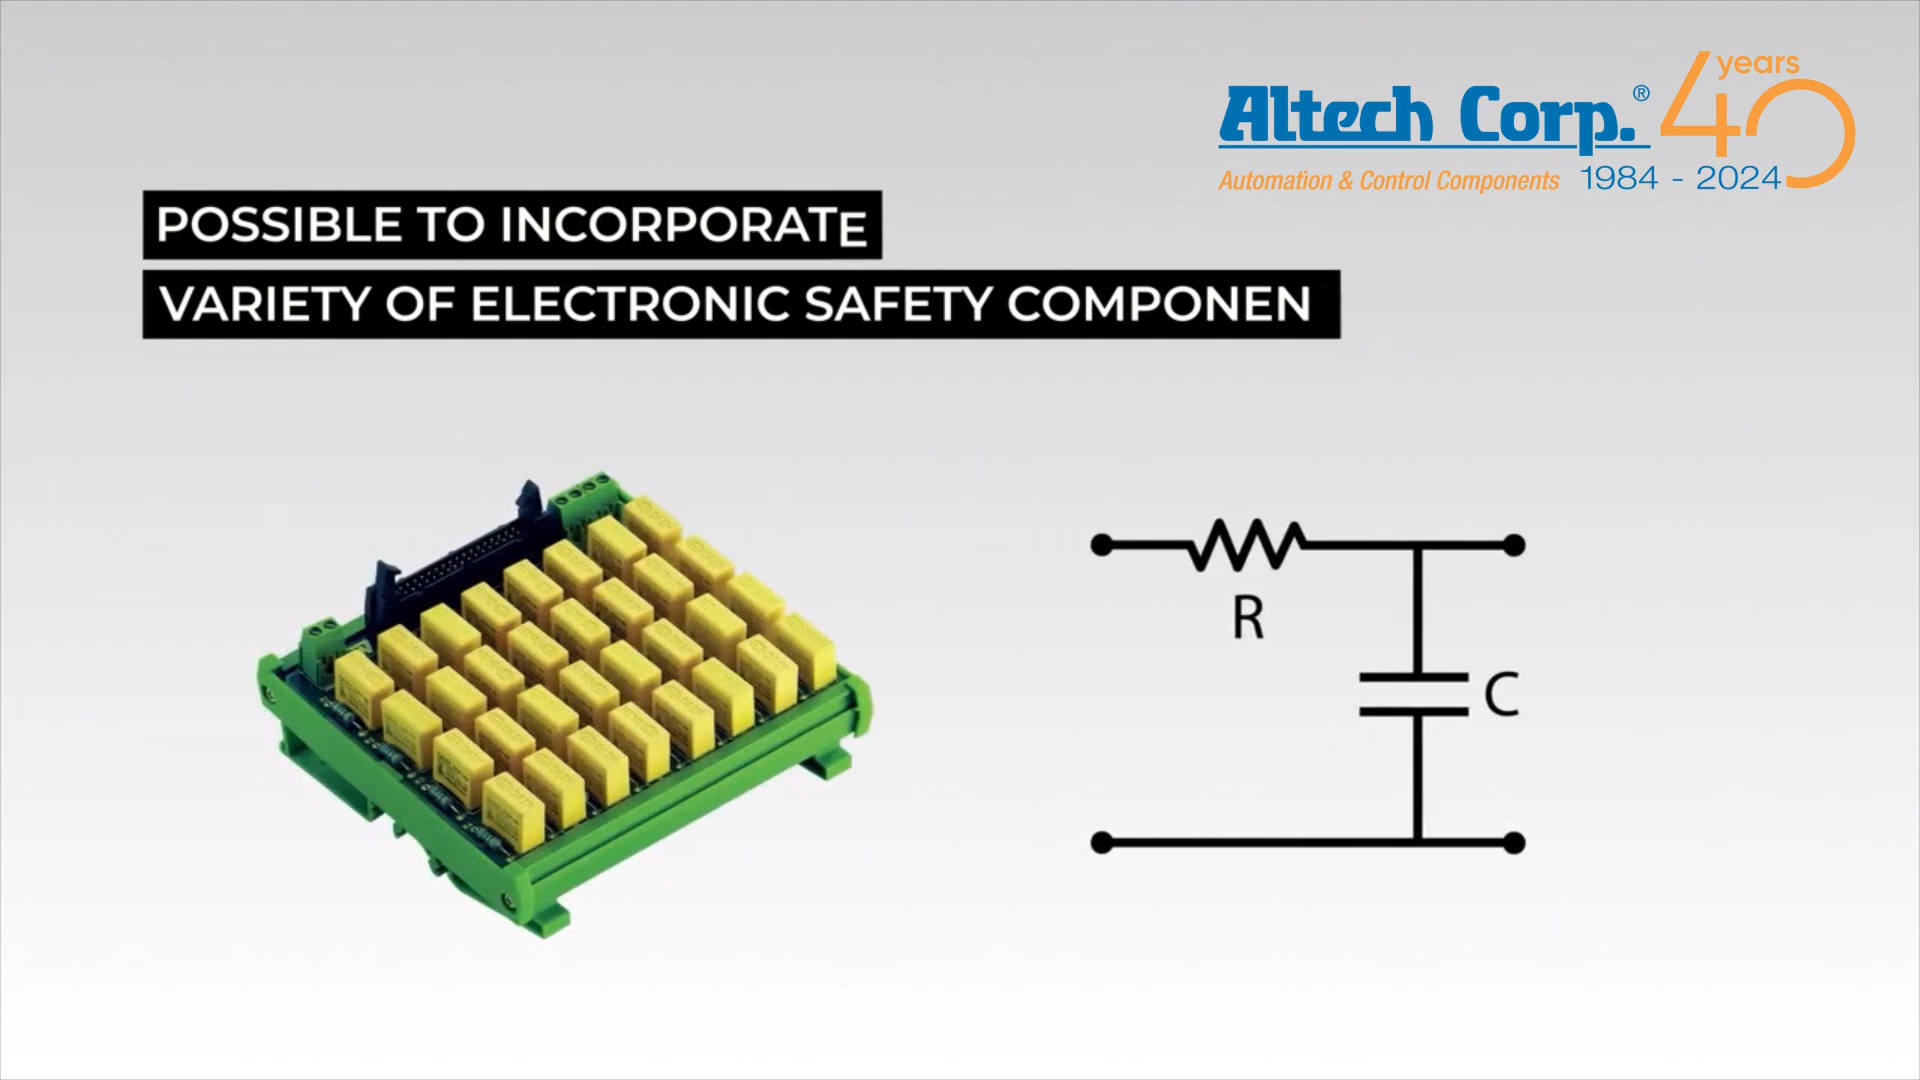 years
Altech Corp.® 40
Automation & Control Components 1984 - 2024
POSSIBLE TO INCORPORATE
VARIETY OF ELECTRONIC SAFETY COMPONEN
R
C